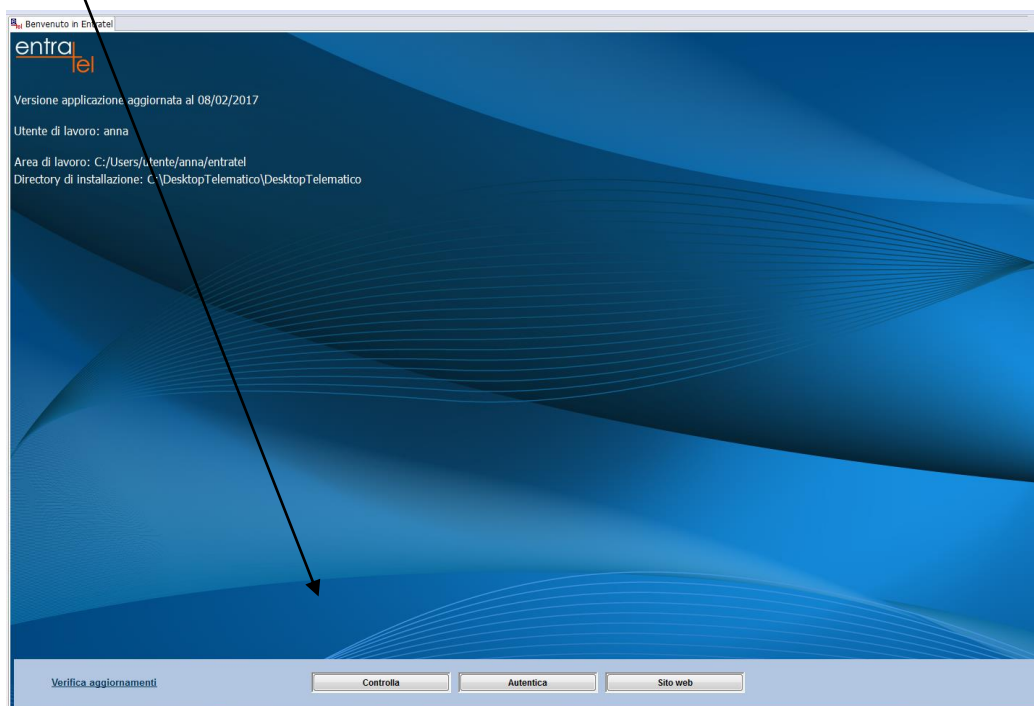 Benvenuto in Entratel
entratel
Versione applicazione aggiornata al 08/02/2017
Utente di lavoro: anna
Area di lavoro: C:/Users/utente/anna/entratel
Directory di installazione: C:\DesktopTelematico\DesktopTelematico
Verifica aggiornamenti
Controlla
Autentica
Sito web